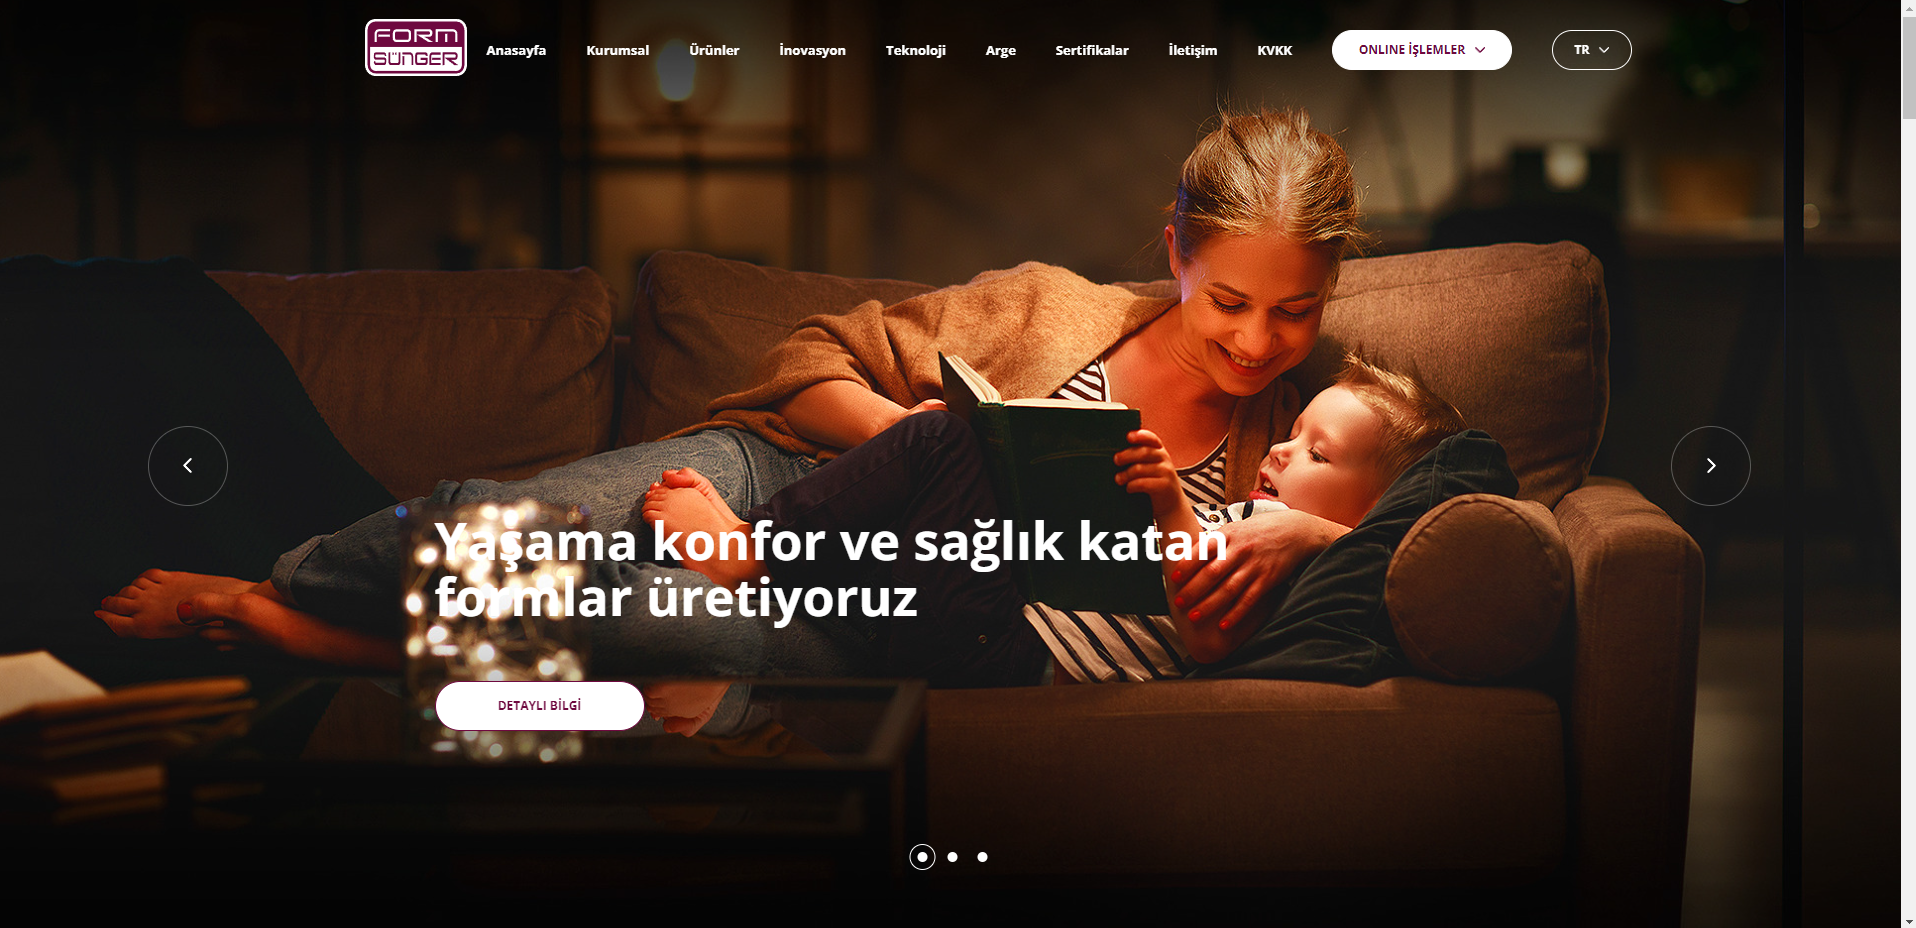 FORM
SÜNGER
Anasayfa
Kurumsal
Ürünler
İnovasyon
Teknoloji
Arge
Sertifikalar
İletişim
KVKK
ONLINE İŞLEMLER
TR
Yaşama konfor ve sağlık katan
formlar üretiyoruz
DETAYLI BİLGİ